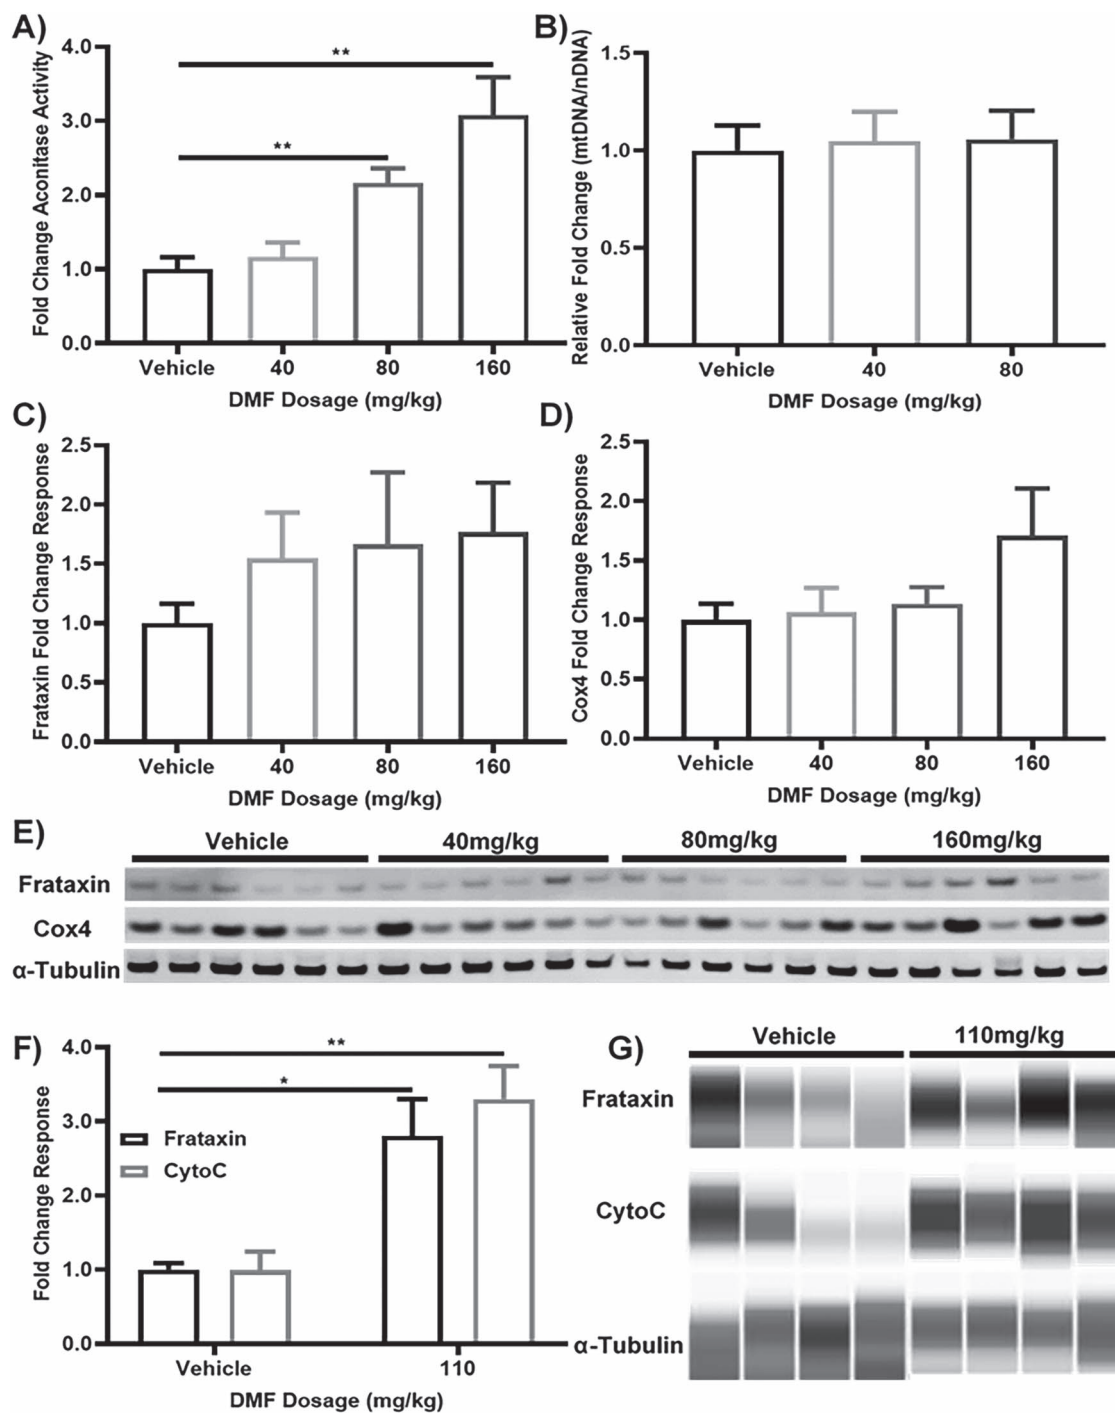 A)
Fold Change Aconitase Activity
4.0
3.0
2.0
1.0
0.0
**
**
Vehicle 40 80 160
DMF Dosage (mg/kg)
B)
Relative Fold Change (mtDNA/nDNA)
1.5
1.0
0.5
0.0
Vehicle 40 80
DMF Dosage (mg/kg)
C)
Frataxin Fold Change Response
2.5
2.0
1.5
1.0
0.5
0.0
Vehicle 40 80 160
DMF Dosage (mg/kg)
D)
Cox4 Fold Change Response
2.5
2.0
1.5
1.0
0.5
0.0
Vehicle 40 80 160
DMF Dosage (mg/kg)
E)
Vehicle 40mg/kg 80mg/kg 160mg/kg
Frataxin
Cox4
α-Tubulin
F)
Fold Change Response
4.0
3.0
2.0
1.0
0.0
**
*
Frataxin
CytoC
Vehicle 110
DMF Dosage (mg/kg)
G)
Vehicle 110mg/kg
Frataxin
CytoC
α-Tubulin